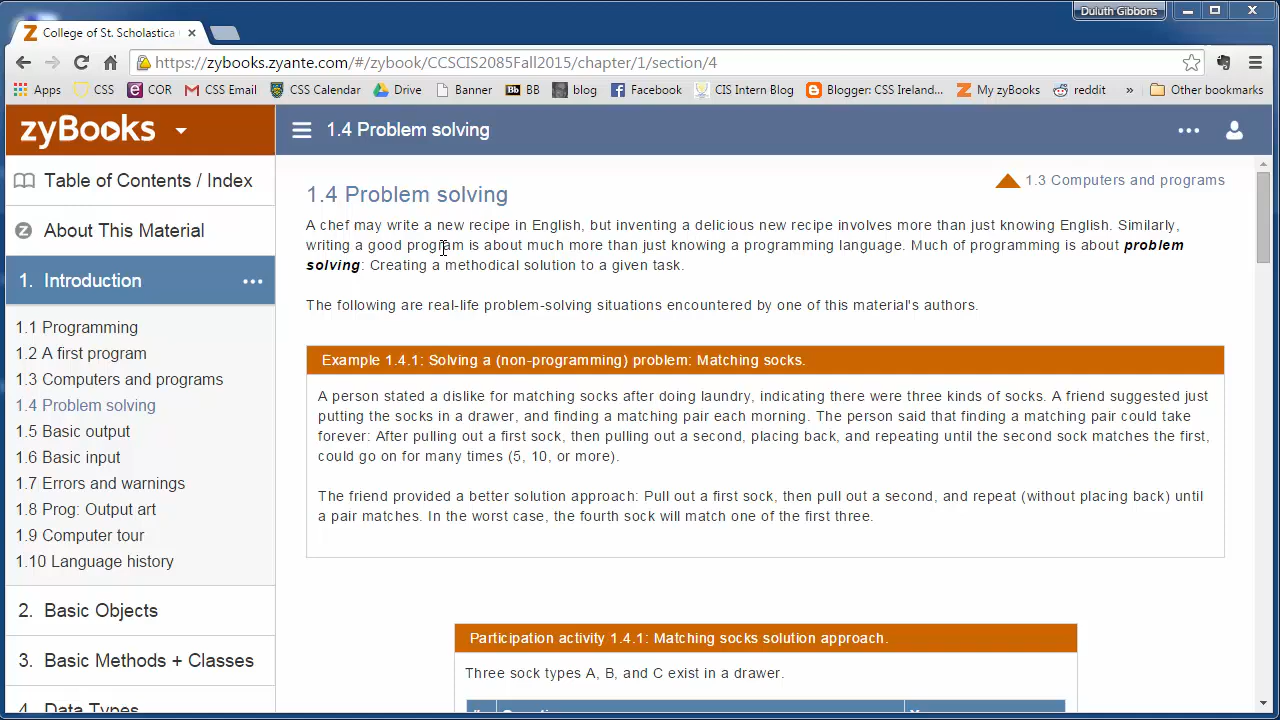 Duluth Gibbons
College of St. Scholastica
https://zybooks.zyante.com/#/zybook/CCSCIS2085Fall2015/chapter/1/section/4
Apps CSS COR CSS Email CSS Calendar Drive Banner Bb BB blog Facebook CIS Intern Blog Blogger: CSS Ireland... My zyBooks reddit » Other bookmarks
zyBooks
1.4 Problem solving
Table of Contents / Index
About This Material
1. Introduction
1.1 Programming
1.2 A first program
1.3 Computers and programs
1.4 Problem solving
1.5 Basic output
1.6 Basic input
1.7 Errors and warnings
1.8 Prog: Output art
1.9 Computer tour
1.10 Language history
2. Basic Objects
3. Basic Methods + Classes
4. Data Types
1.3 Computers and programs
1.4 Problem solving
A chef may write a new recipe in English, but inventing a delicious new recipe involves more than just knowing English. Similarly,
writing a good program is about much more than just knowing a programming language. Much of programming is about problem
solving: Creating a methodical solution to a given task.
The following are real-life problem-solving situations encountered by one of this material's authors.
Example 1.4.1: Solving a (non-programming) problem: Matching socks.
A person stated a dislike for matching socks after doing laundry, indicating there were three kinds of socks. A friend suggested just
putting the socks in a drawer, and finding a matching pair each morning. The person said that finding a matching pair could take
forever: After pulling out a first sock, then pulling out a second, placing back, and repeating until the second sock matches the first,
could go on for many times (5, 10, or more).
The friend provided a better solution approach: Pull out a first sock, then pull out a second, and repeat (without placing back) until
a pair matches. In the worst case, the fourth sock will match one of the first three.
Participation activity 1.4.1: Matching socks solution approach.
Three sock types A, B, and C exist in a drawer.